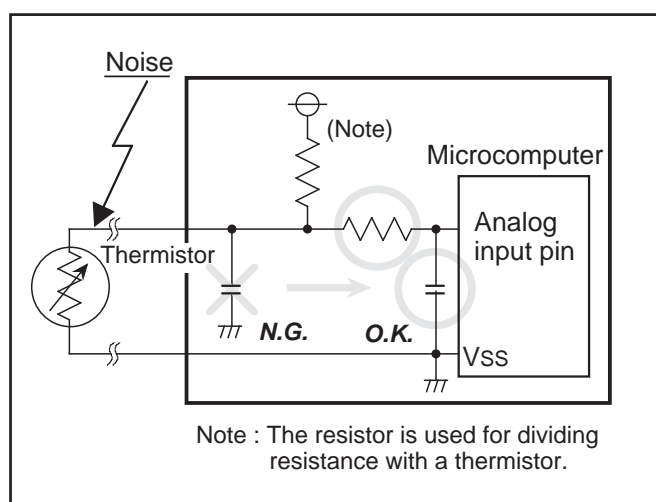 Noise
(Note)
Microcomputer
Analog
input pin
Thermistor
N.G.
O.K.
VSS
Note : The resistor is used for dividing
resistance with a thermistor.